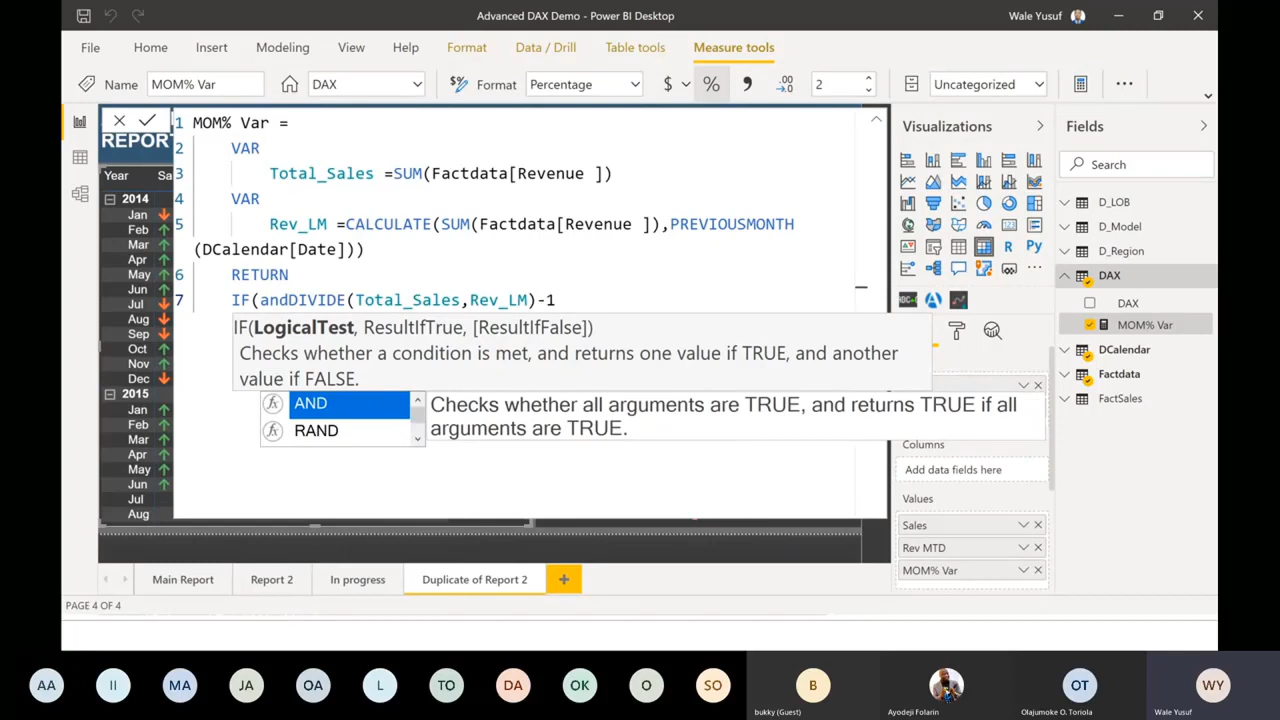 Advanced DAX Demo - Power BI Desktop
Wale Yusuf
File Home Insert Modeling View Help Format Data / Drill Table tools Measure tools
Name MOM% Var DAX Format Percentage $ % 2 Uncategorized
1 MOM% Var =
2 VAR
3 Total_Sales =SUM(Factdata[Revenue ])
4 VAR
5 Rev_LM =CALCULATE(SUM(Factdata[Revenue ]),PREVIOUSMONTH
(DCalendar[Date]))
6 RETURN
7 IF(andDIVIDE(Total_Sales,Rev_LM)-1
IF(LogicalTest, ResultIfTrue, [ResultIfFalse])
Checks whether a condition is met, and returns one value if TRUE, and another
value if FALSE.
AND
RAND
Checks whether all arguments are TRUE, and returns TRUE if all
arguments are TRUE.
REPORT
Year Sa
2014
Jan
Feb
Mar
Apr
May
Jun
Jul
Aug
Sep
Oct
Nov
Dec
2015
Jan
Feb
Mar
Apr
May
Jun
Jul
Aug
Visualizations
R Py
Columns
Add data fields here
Values
Sales
Rev MTD
MOM% Var
Fields
Search
D_LOB
D_Model
D_Region
DAX
DAX
MOM% Var
DCalendar
Factdata
FactSales
Main Report Report 2 In progress Duplicate of Report 2
PAGE 4 OF 4
AA II MA JA OA L TO DA OK O SO B OT WY
bukky (Guest) Ayodeji Folarin Olajumoke O. Toriola Wale Yusuf